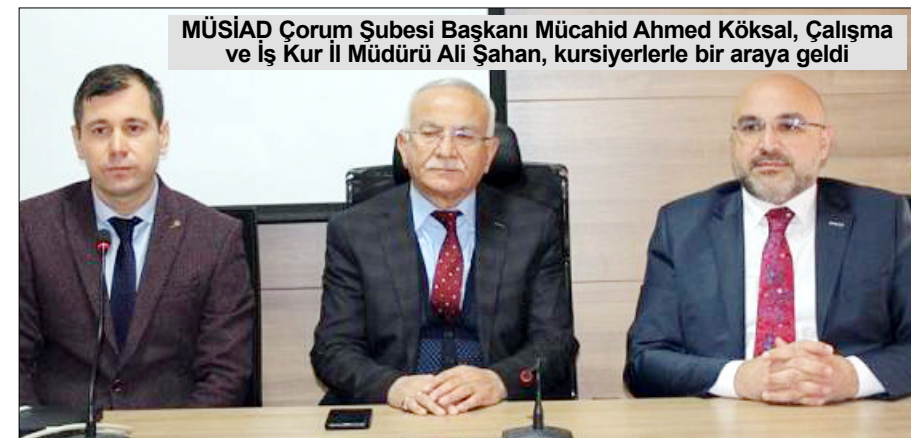 MÜSİAD Çorum Şubesi Başkanı Mücahid Ahmed Köksal, Çalışma
ve İş Kur İl Müdürü Ali Şahan, kursiyerlerle bir araya geldi